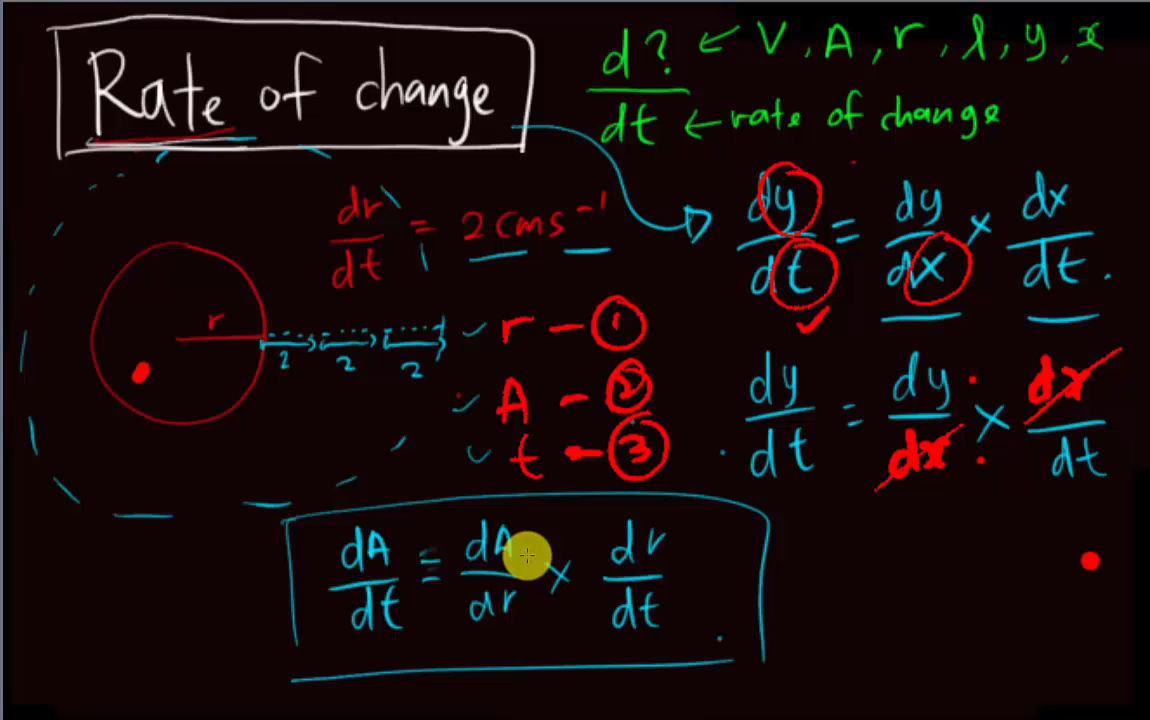 Rate of change
d?/dt ← V, A, r, l, y, x
← rate of change
dr/dt = 2 cms⁻¹
dy/dt = dy/dx × dx/dt.
r
2 2 2
r – ①
A – ②
t – ③
dy/dt = dy/dx × dx/dt
dA/dt = dA/dr × dr/dt